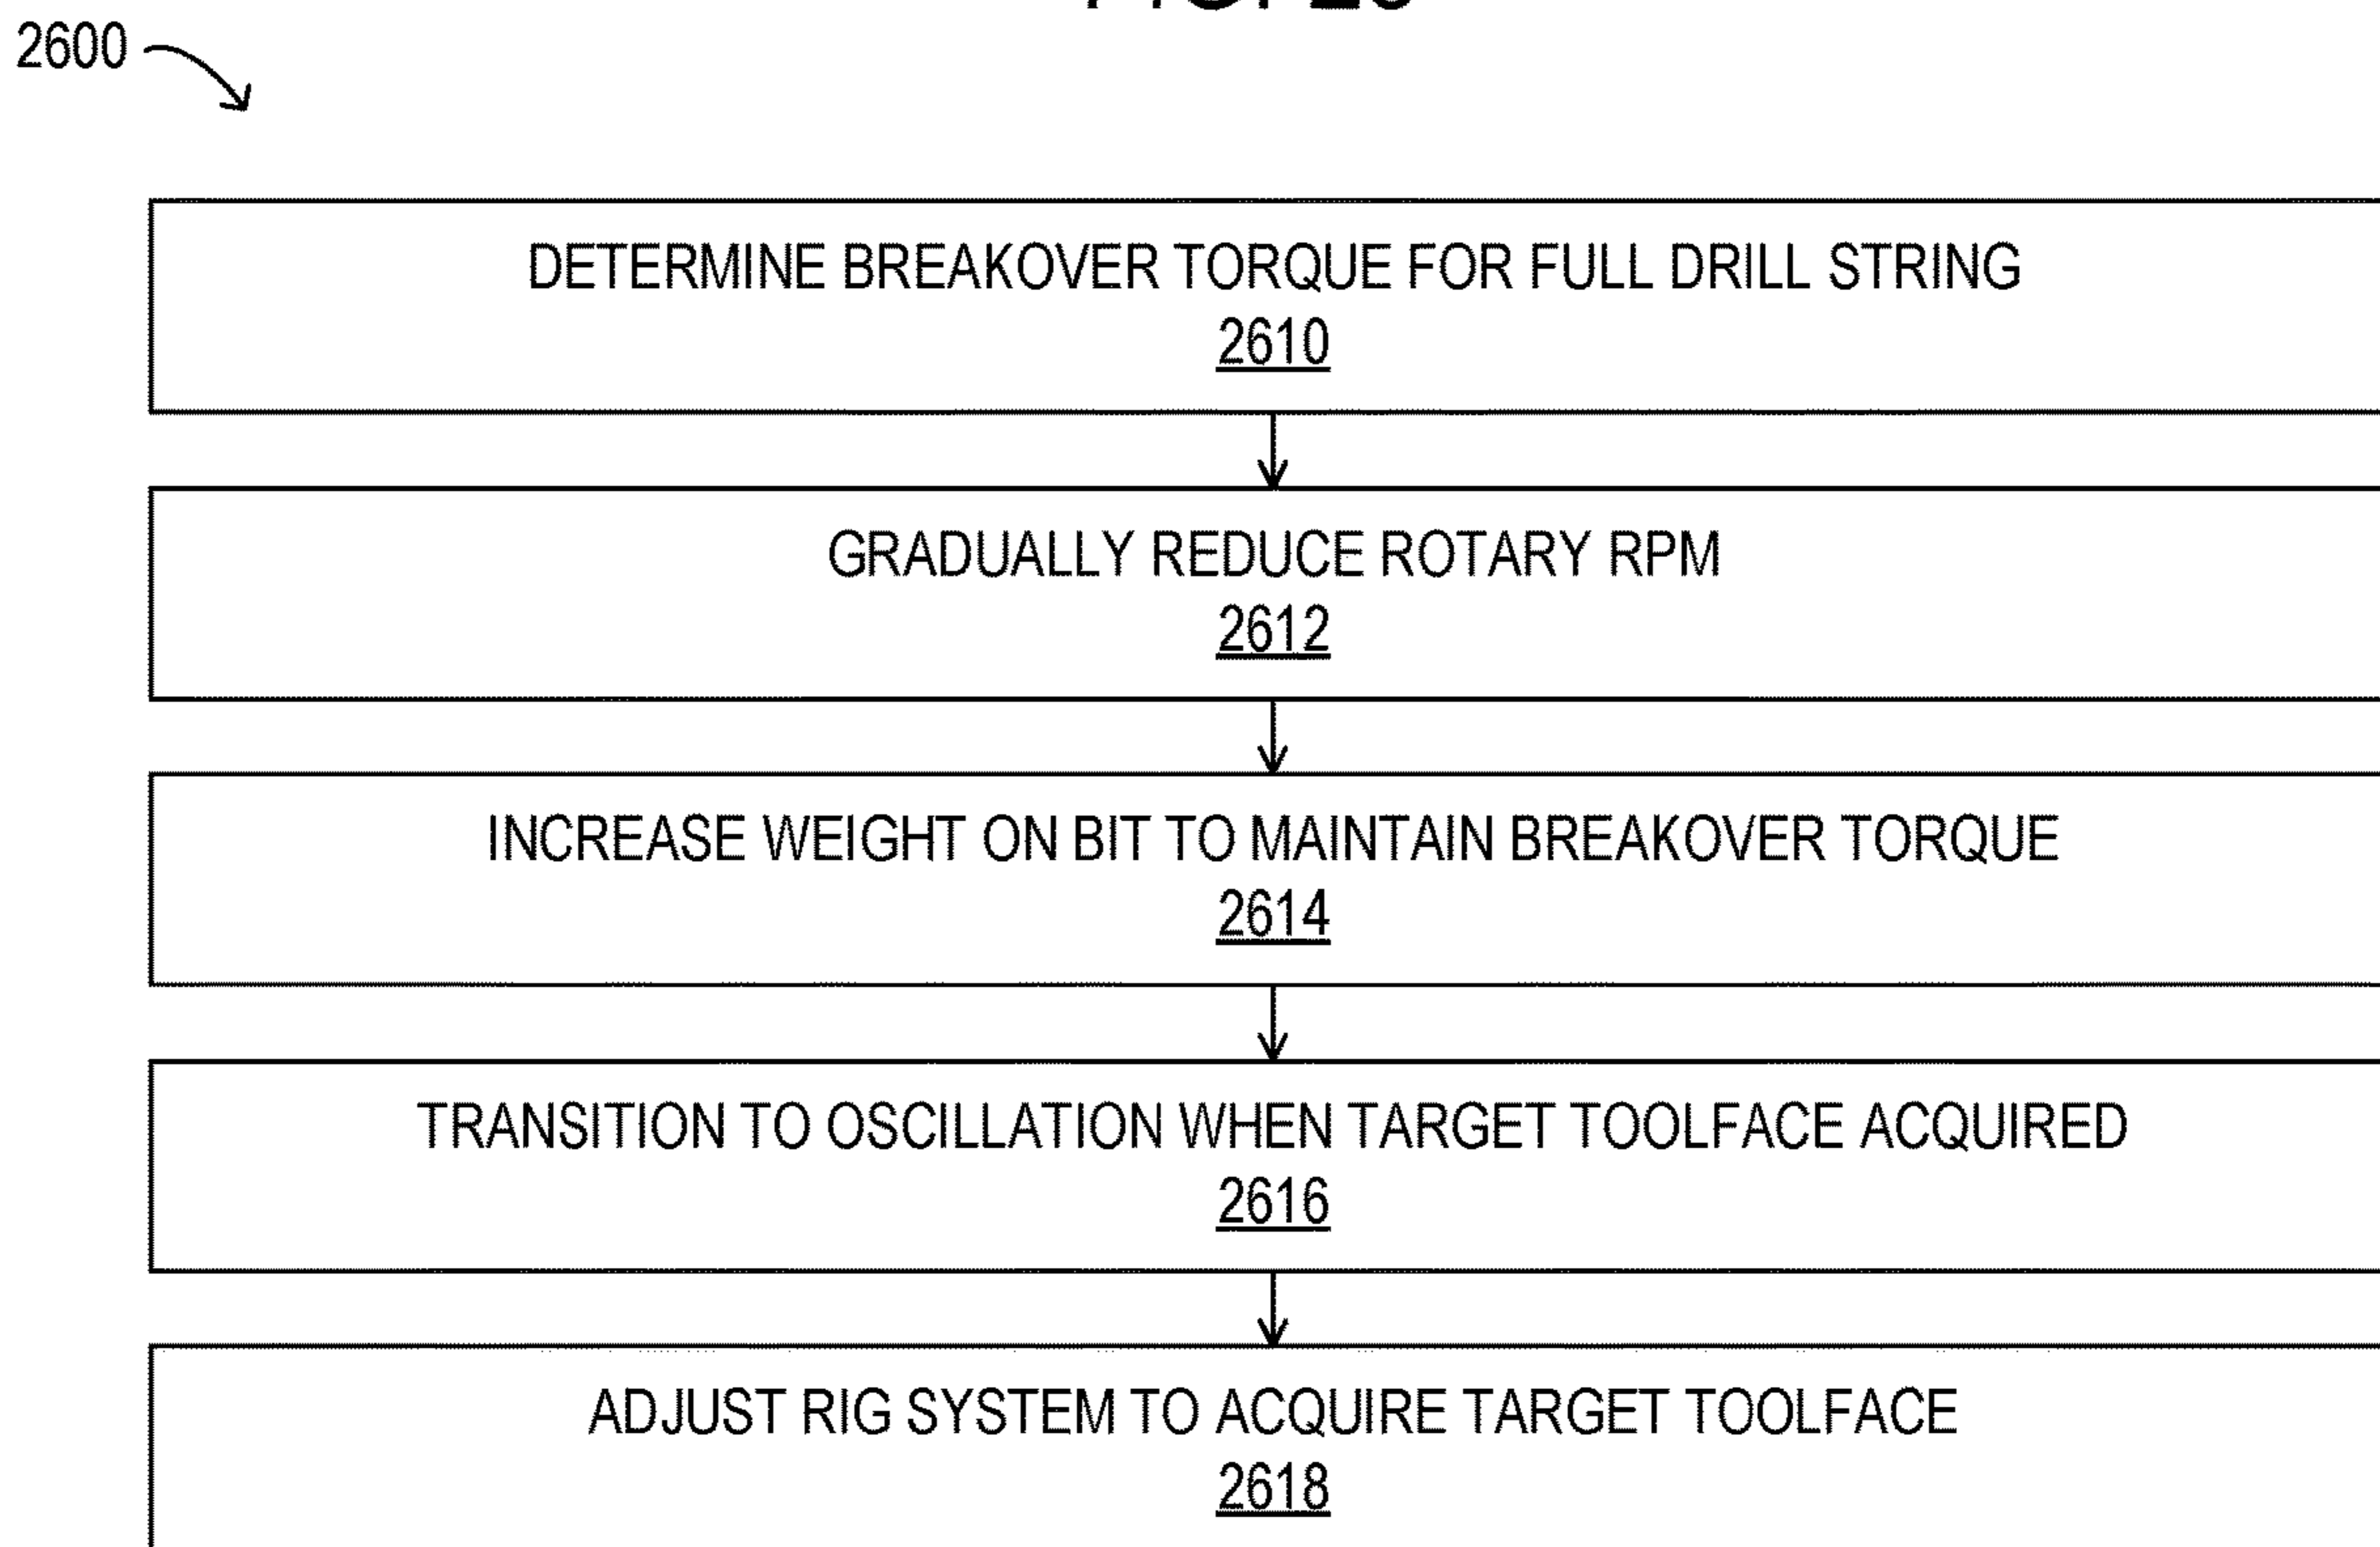 2600
DETERMINE BREAKOVER TORQUE FOR FULL DRILL STRING
2610
GRADUALLY REDUCE ROTARY RPM
2612
INCREASE WEIGHT ON BIT TO MAINTAIN BREAKOVER TORQUE
2614
TRANSITION TO OSCILLATION WHEN TARGET TOOLFACE ACQUIRED
2616
ADJUST RIG SYSTEM TO ACQUIRE TARGET TOOLFACE
2618